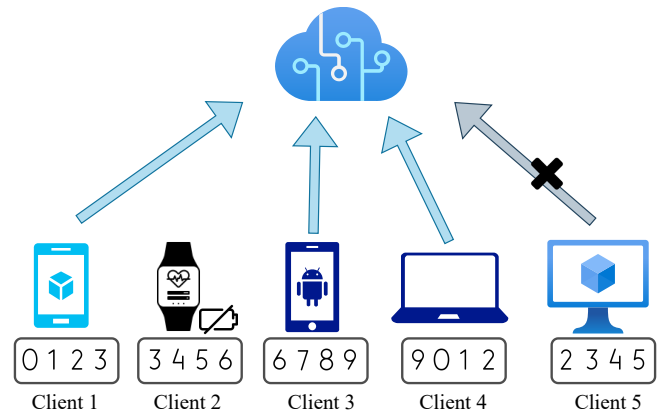 0 1 2 3
3 4 5 6
6 7 8 9
9 0 1 2
2 3 4 5
Client 1
Client 2
Client 3
Client 4
Client 5